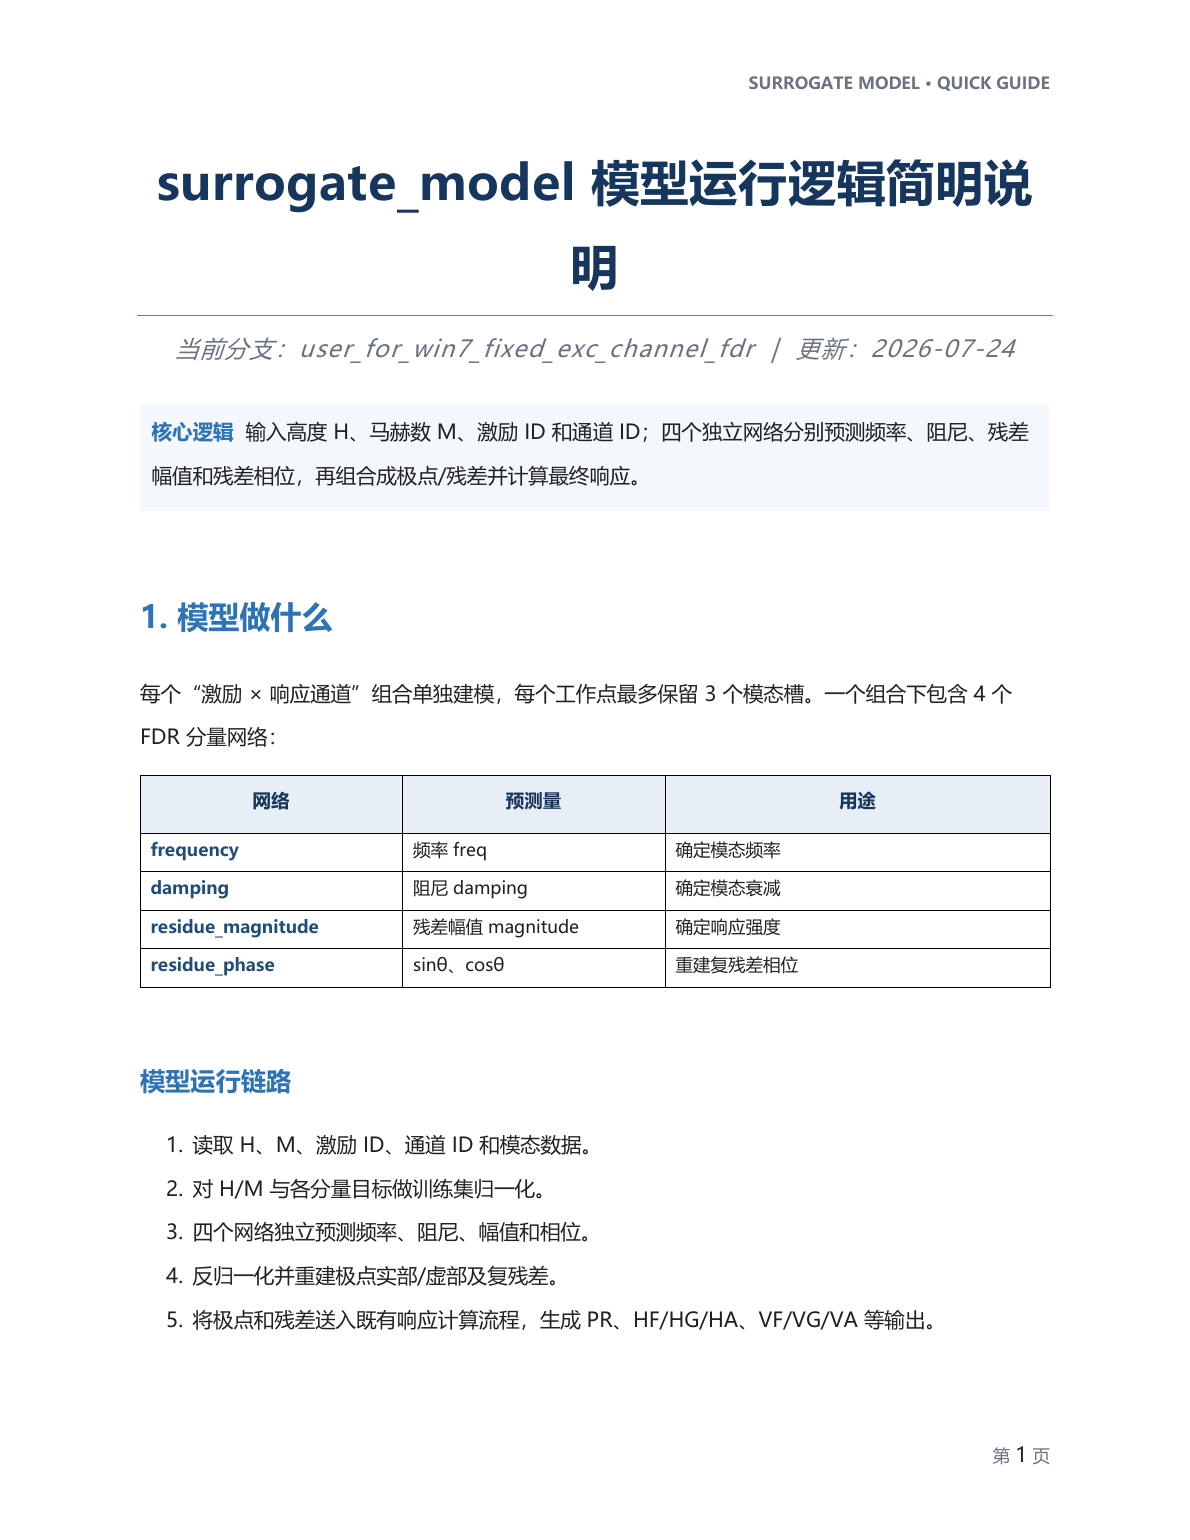 SURROGATE MODEL • QUICK GUIDE
surrogate_model 模型运行逻辑简明说
明
当前分支：user_for_win7_fixed_exc_channel_fdr | 更新：2026-07-24
核心逻辑 输入高度 H、马赫数 M、激励 ID 和通道 ID；四个独立网络分别预测频率、阻尼、残差
幅值和残差相位，再组合成极点/残差并计算最终响应。
1. 模型做什么
每个“激励 × 响应通道”组合单独建模，每个工作点最多保留 3 个模态槽。一个组合下包含 4 个
FDR 分量网络：
网络 预测量 用途
frequency 频率 freq 确定模态频率
damping 阻尼 damping 确定模态衰减
residue_magnitude 残差幅值 magnitude 确定响应强度
residue_phase sinθ、cosθ 重建复残差相位
模型运行链路
1. 读取 H、M、激励 ID、通道 ID 和模态数据。
2. 对 H/M 与各分量目标做训练集归一化。
3. 四个网络独立预测频率、阻尼、幅值和相位。
4. 反归一化并重建极点实部/虚部及复残差。
5. 将极点和残差送入既有响应计算流程，生成 PR、HF/HG/HA、VF/VG/VA 等输出。
第 1 页